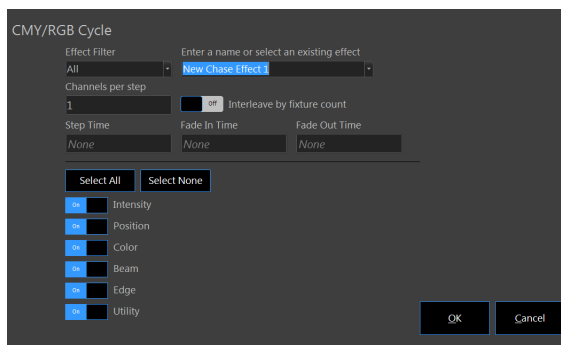 CMY/RGB Cycle
Effect Filter Enter a name or select an existing effect
All New Chase Effect 1
Channels per step
1 Off Interleave by fixture count
Step Time Fade In Time Fade Out Time
None None None
Select All Select None
On Intensity
On Position
On Color
On Beam
On Edge
On Utility
OK Cancel